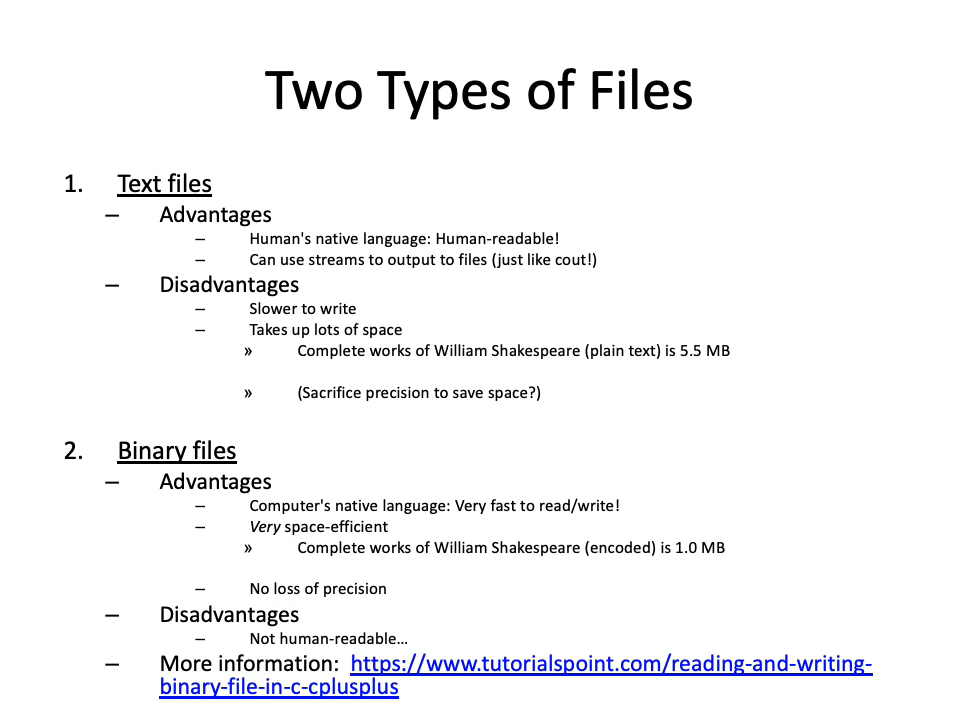 Two Types of Files
1. Text files
– Advantages
– Human's native language: Human-readable!
– Can use streams to output to files (just like cout!)
– Disadvantages
– Slower to write
– Takes up lots of space
» Complete works of William Shakespeare (plain text) is 5.5 MB
» (Sacrifice precision to save space?)
2. Binary files
– Advantages
– Computer's native language: Very fast to read/write!
– Very space-efficient
» Complete works of William Shakespeare (encoded) is 1.0 MB
– No loss of precision
– Disadvantages
– Not human-readable…
– More information: https://www.tutorialspoint.com/reading-and-writing-
binary-file-in-c-cplusplus